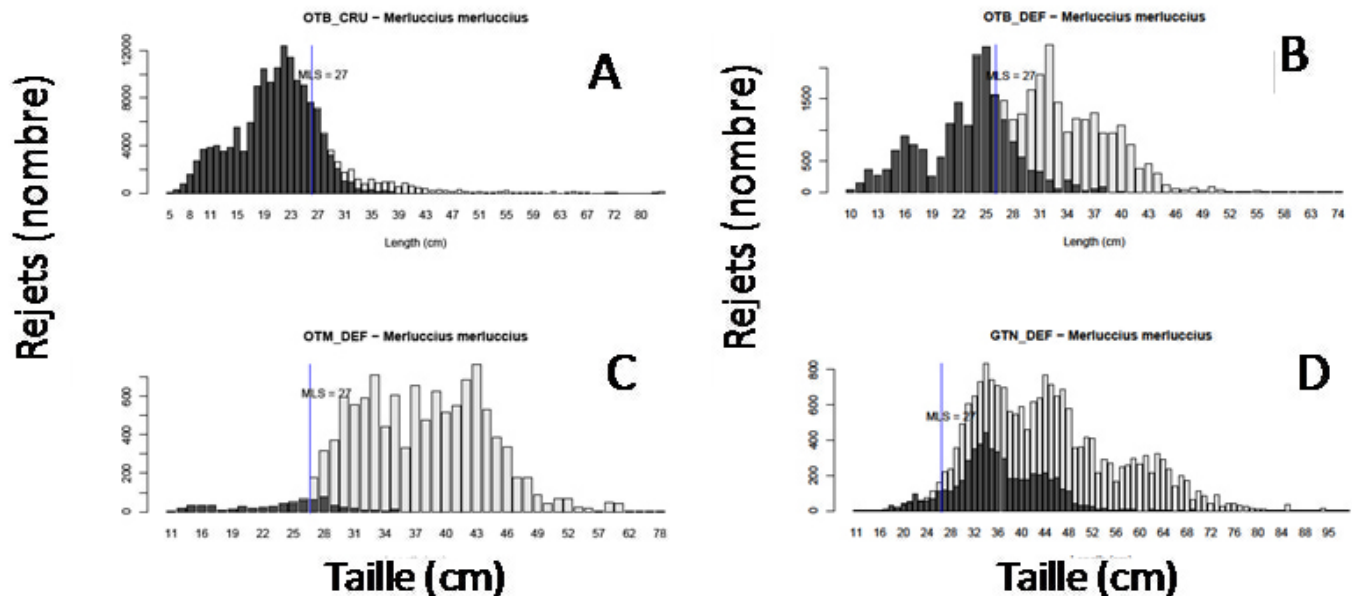 OTB_CRU − Merluccius merluccius
A
MLS = 27
Rejets (nombre)
0 4000 8000 12000
5 8 11 15 19 23 27 31 35 39 43 47 51 55 59 63 67 72 80
Length (cm)
OTB_DEF − Merluccius merluccius
B
MLS = 27
Rejets (nombre)
0 500 1500
10 13 16 19 22 25 28 31 34 37 40 43 46 49 52 55 58 63 74
Length (cm)
OTM_DEF − Merluccius merluccius
C
MLS = 27
0 200 400 600
11 16 19 22 25 28 31 34 37 40 43 46 49 52 57 62 78
Taille (cm)
GTN_DEF − Merluccius merluccius
D
MLS = 27
0 200 400 600 800
11 16 20 24 28 32 36 40 44 48 52 56 60 64 68 72 76 84 88 95
Taille (cm)